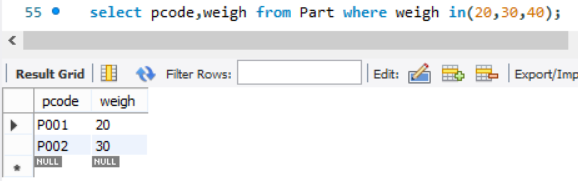 55 select pcode,weigh from Part where weigh in(20,30,40);
Result Grid Filter Rows: Edit: Export/Imp
pcode weigh
P001 20
P002 30
NULL NULL